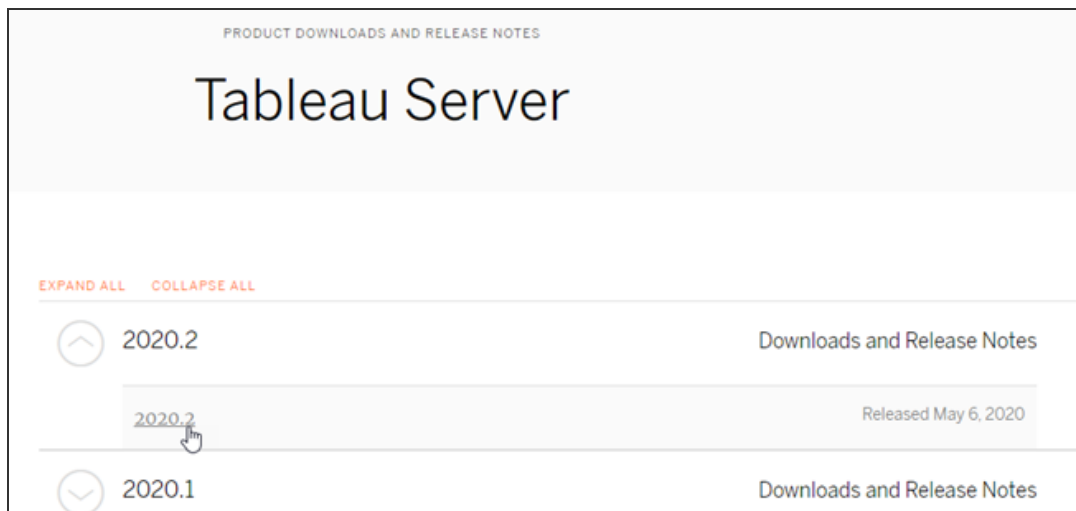 PRODUCT DOWNLOADS AND RELEASE NOTES
Tableau Server
EXPAND ALL COLLAPSE ALL
2020.2 Downloads and Release Notes
2020.2 Released May 6, 2020
2020.1 Downloads and Release Notes